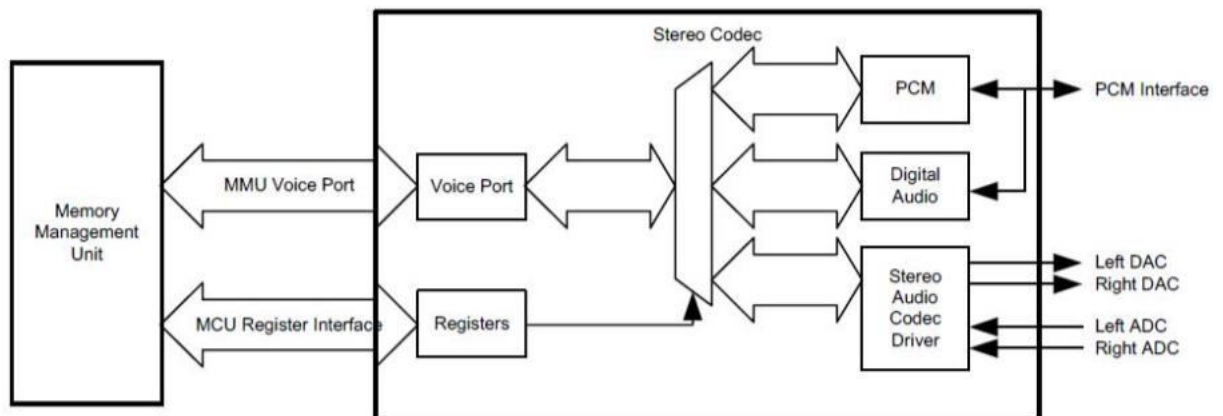 Stereo Codec
PCM
PCM Interface
MMU Voice Port
Voice Port
Digital
Audio
Memory
Management
Unit
MCU Register Interface
Registers
Stereo
Audio
Codec
Driver
Left DAC
Right DAC
Left ADC
Right ADC